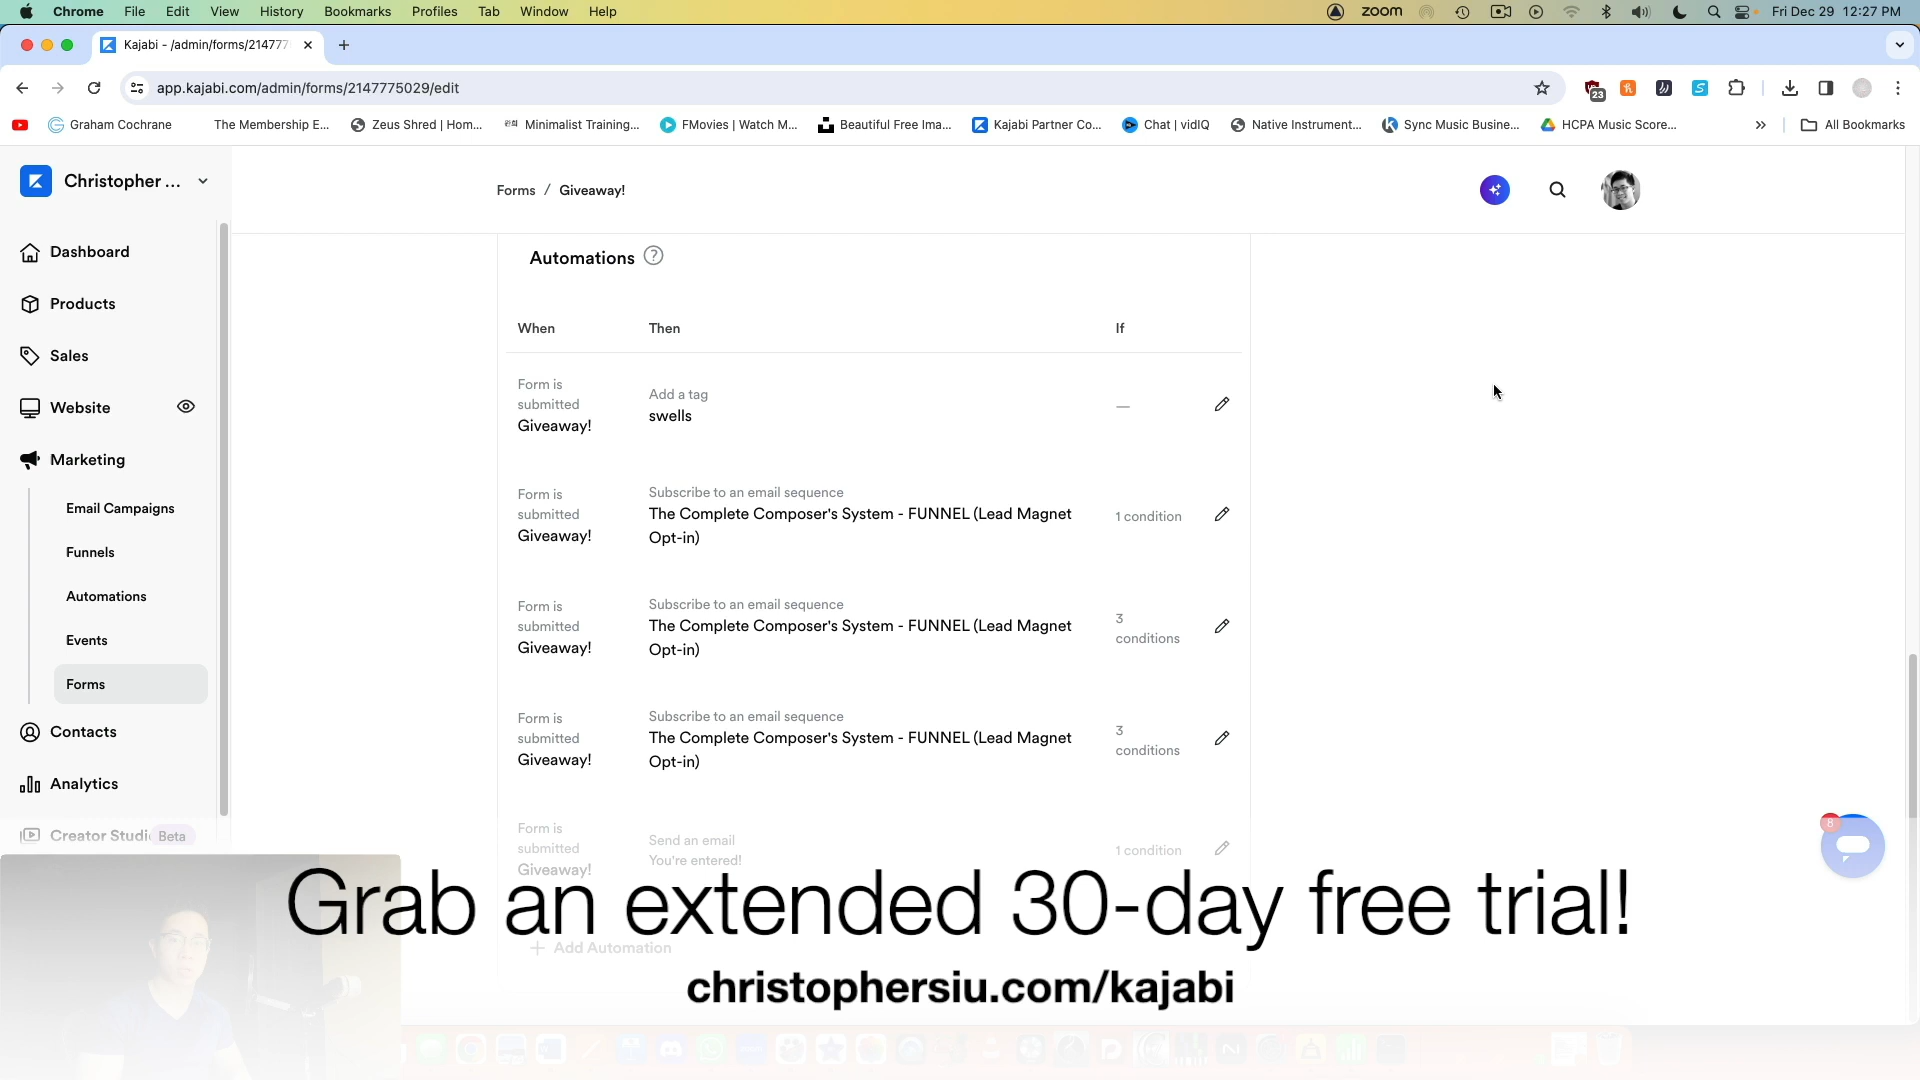 Chrome File Edit View History Bookmarks Profiles Tab Window Help zoom Fri Dec 29 12:27 PM
Kajabi - /admin/forms/214777
app.kajabi.com/admin/forms/2147775029/edit 23
Graham Cochrane The Membership E... Zeus Shred | Hom... Minimalist Training... FMovies | Watch M... Beautiful Free Ima... Kajabi Partner Co... Chat | vidIQ Native Instrument... Sync Music Busine... HCPA Music Score... » All Bookmarks
Christopher ...
Forms / Giveaway!
Dashboard
Products
Sales
Website
Marketing
Email Campaigns
Funnels
Automations
Events
Forms
Contacts
Analytics
Creator Studi Beta
Automations ?
When Then If
Form is
submitted
Giveaway!
Add a tag
swells
—
Form is
submitted
Giveaway!
Subscribe to an email sequence
The Complete Composer's System - FUNNEL (Lead Magnet
Opt-in)
1 condition
Form is
submitted
Giveaway!
Subscribe to an email sequence
The Complete Composer's System - FUNNEL (Lead Magnet
Opt-in)
3
conditions
Form is
submitted
Giveaway!
Subscribe to an email sequence
The Complete Composer's System - FUNNEL (Lead Magnet
Opt-in)
3
conditions
Form is
submitted
Giveaway!
Send an email
You're entered!
1 condition
+ Add Automation
8
Grab an extended 30-day free trial!
christophersiu.com/kajabi